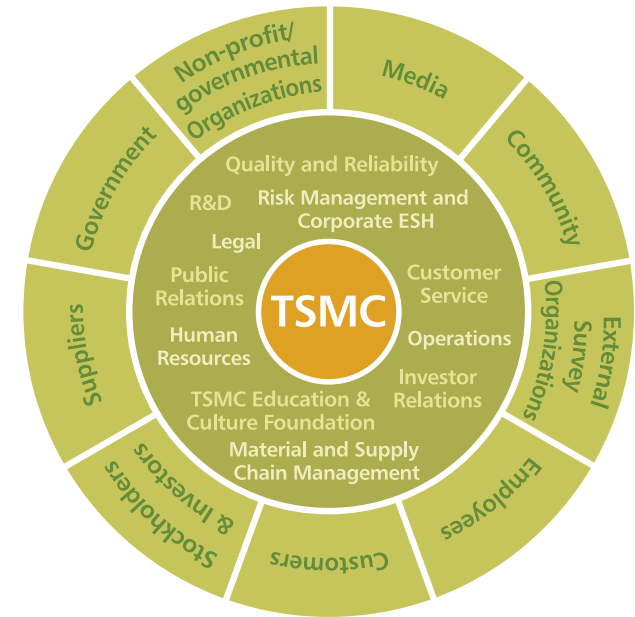 Non-profit/
governmental
Organizations
Media
Community
External
Survey
Organizations
Employees
Customers
Stockholders
& Investors
Suppliers
Government
Quality and Reliability
R&D
Risk Management and
Corporate ESH
Legal
Public
Relations
Customer
Service
TSMC
Human
Resources
Operations
Investor
Relations
TSMC Education &
Culture Foundation
Material and Supply
Chain Management